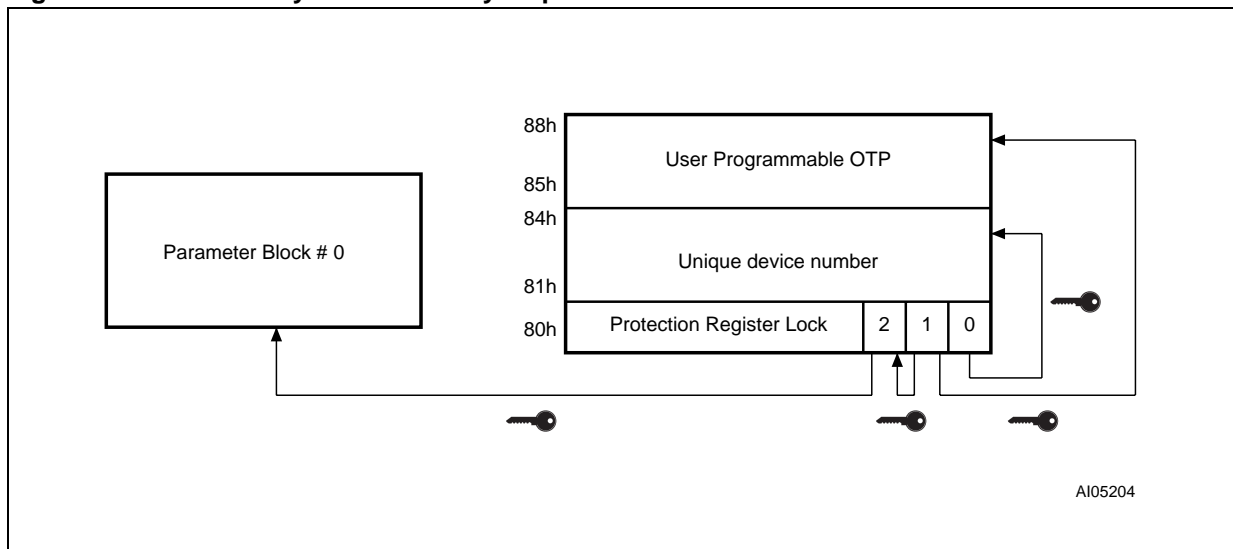 Parameter Block # 0
88h
User Programmable OTP
85h
84h
Unique device number
81h
80h
Protection Register Lock 2 1 0
AI05204